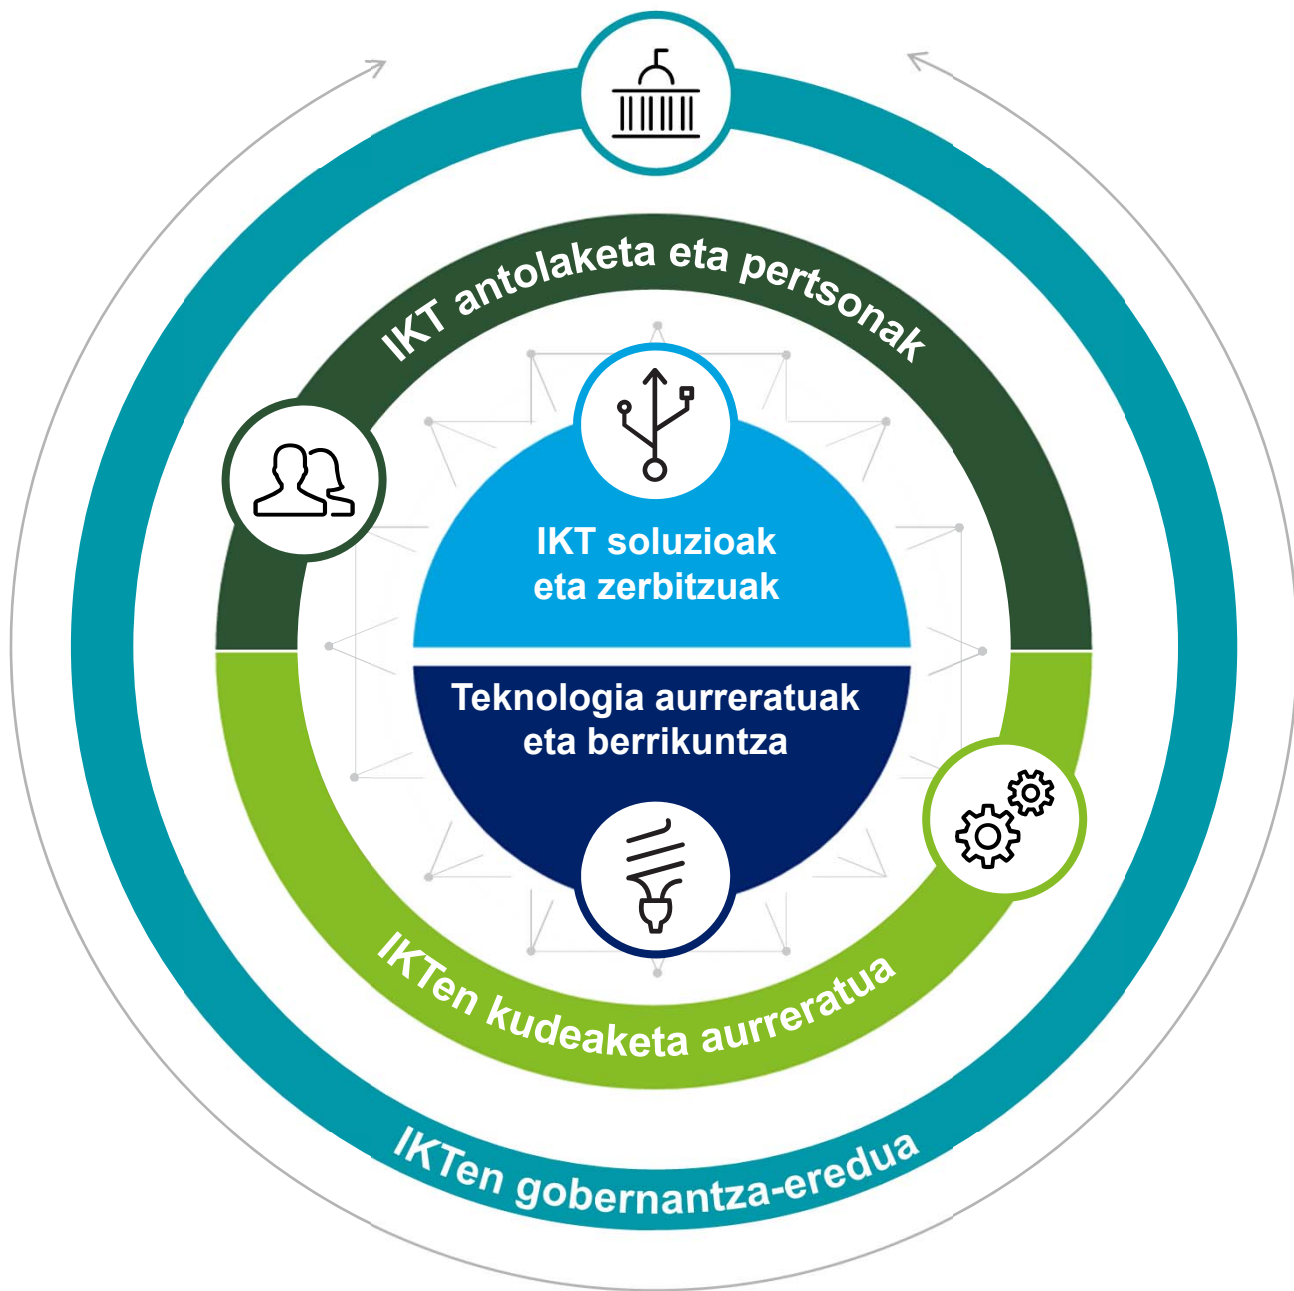 IKT antolaketa eta pertsonak
IKT soluzioak
eta zerbitzuak
Teknologia aurreratuak
eta berrikuntza
IKTen kudeaketa aurreratua
IKTen gobernantza-eredua